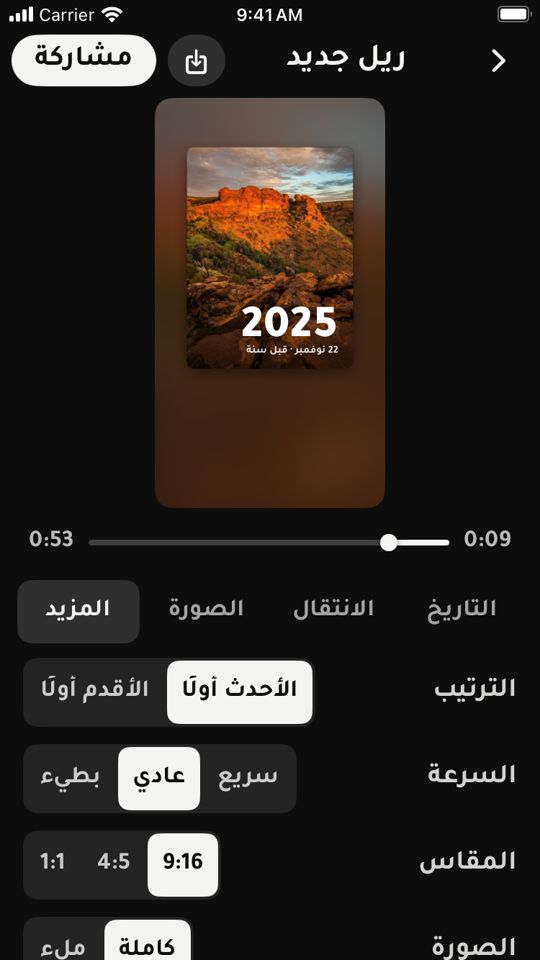 Carrier 9:41 AM
ريل جديد
مشاركة
2025
22 نوفمبر · قبل سنة
0:09
0:53
التاريخ
الانتقال
الصورة
المزيد
الترتيب
الأحدث أولًا
الأقدم أولًا
السرعة
سريع
عادي
بطيء
المقاس
9:16
4:5
1:1
الصورة
كاملة
ملء